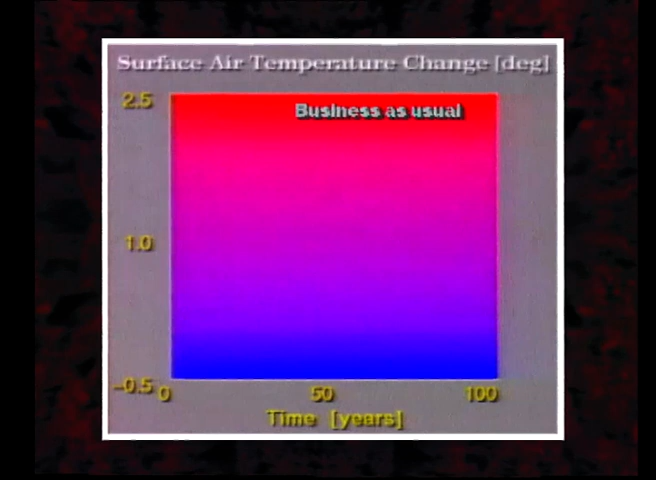 Surface Air Temperature Change [deg]
2.5
Business as usual
1.0
-0.5
0 50 100
Time [years]